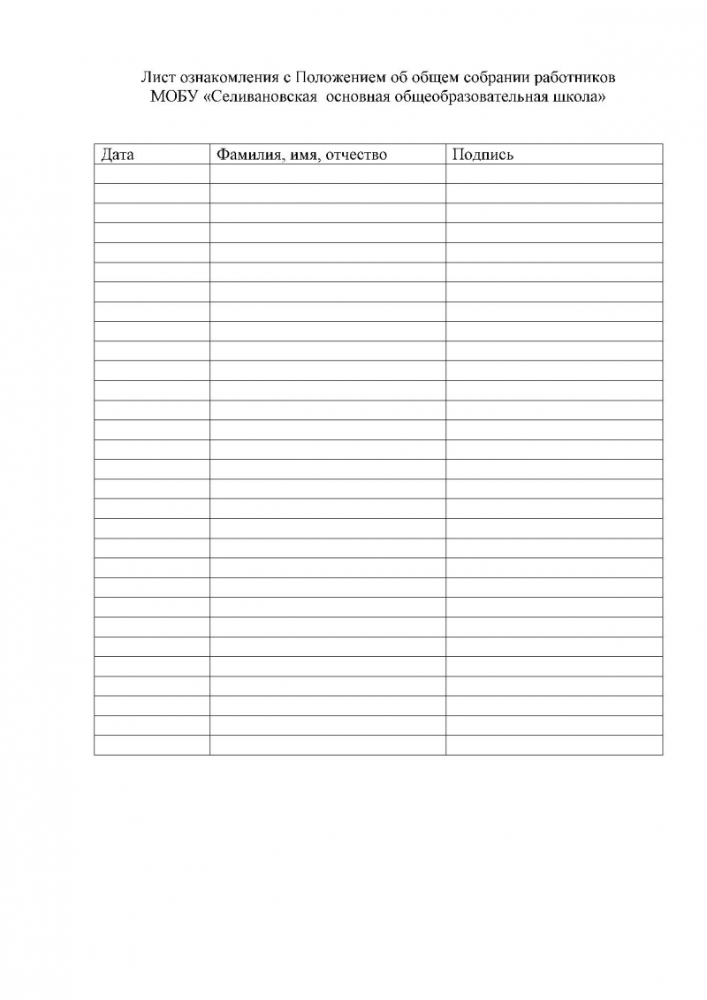 Лист ознакомления с Положением об общем собрании работников
МОБУ «Селивановская основная общеобразовательная школа»
Дата Фамилия, имя, отчество Подпись